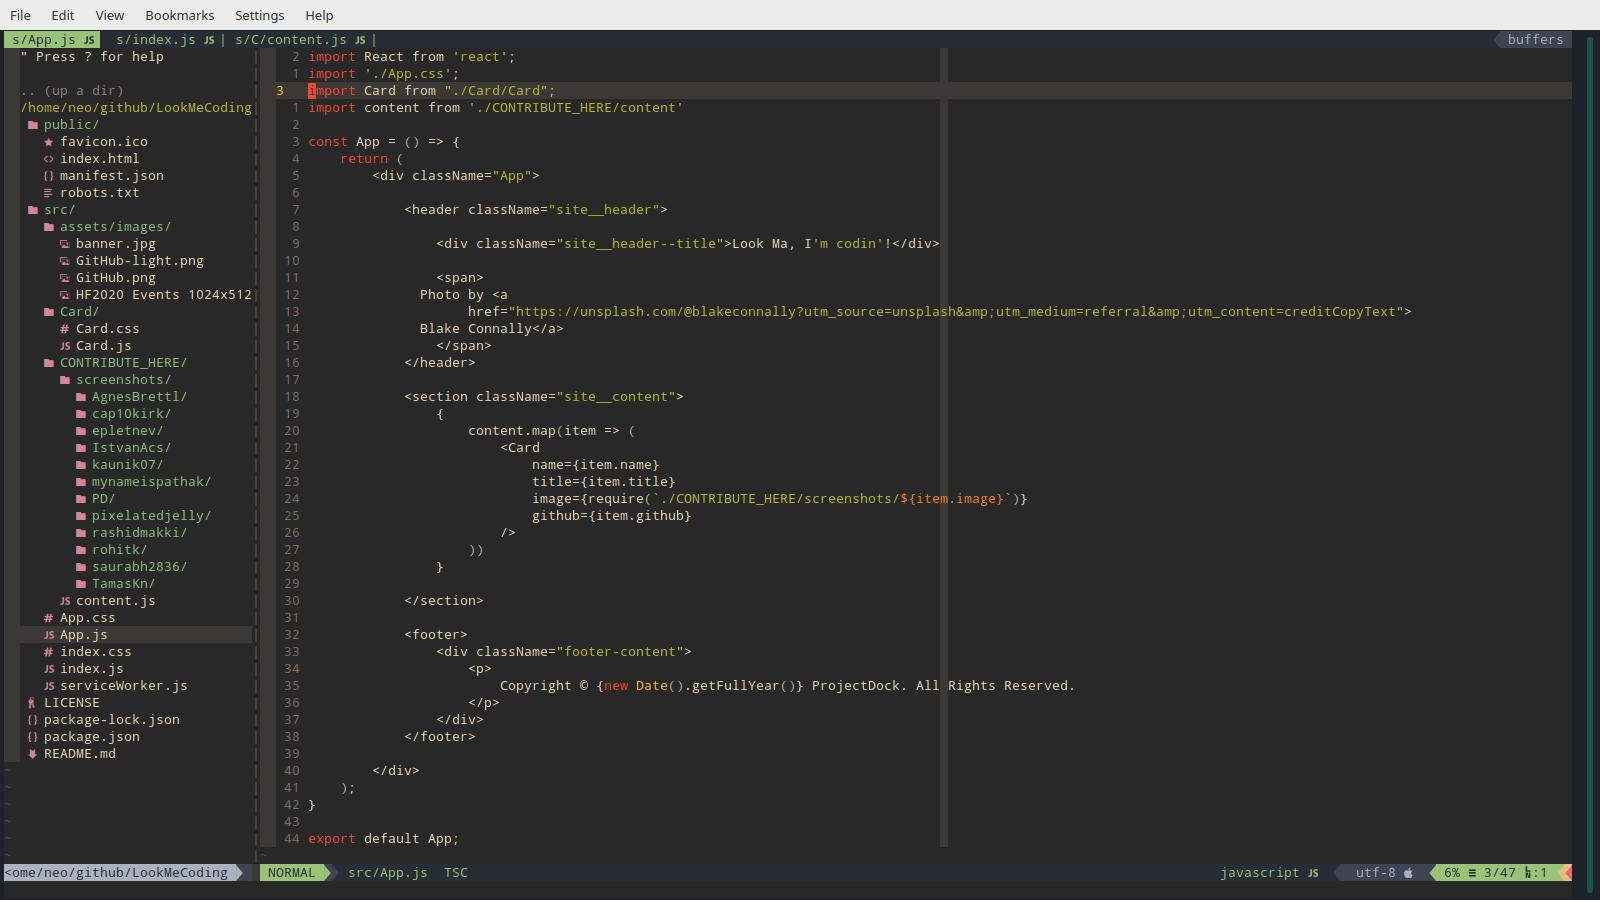 File Edit View Bookmarks Settings Help
s/App.js JS s/index.js JS | s/C/content.js JS | buffers
" Press ? for help
.. (up a dir)
/home/neo/github/LookMeCoding
public/
favicon.ico
<> index.html
{} manifest.json
robots.txt
src/
assets/images/
banner.jpg
GitHub-light.png
GitHub.png
HF2020 Events 1024x512
Card/
# Card.css
JS Card.js
CONTRIBUTE_HERE/
screenshots/
AgnesBrettl/
cap10kirk/
epletnev/
IstvanAcs/
kaunik07/
mynameispathak/
PD/
pixelatedjelly/
rashidmakki/
rohitk/
saurabh2836/
TamasKn/
JS content.js
# App.css
JS App.js
# index.css
JS index.js
JS serviceWorker.js
LICENSE
{} package-lock.json
{} package.json
README.md
~
~
~
~
~
~
<ome/neo/github/LookMeCoding
2 import React from 'react';
1 import './App.css';
3 import Card from "./Card/Card";
1 import content from './CONTRIBUTE_HERE/content'
2
3 const App = () => {
4 return (
5 <div className="App">
6
7 <header className="site__header">
8
9 <div className="site__header--title">Look Ma, I'm codin'!</div>
10
11 <span>
12 Photo by <a
13 href="https://unsplash.com/@blakeconnally?utm_source=unsplash&amp;utm_medium=referral&amp;utm_content=creditCopyText">
14 Blake Connally</a>
15 </span>
16 </header>
17
18 <section className="site__content">
19 {
20 content.map(item => (
21 <Card
22 name={item.name}
23 title={item.title}
24 image={require(`./CONTRIBUTE_HERE/screenshots/${item.image}`)}
25 github={item.github}
26 />
27 ))
28 }
29
30 </section>
31
32 <footer>
33 <div className="footer-content">
34 <p>
35 Copyright © {new Date().getFullYear()} ProjectDock. All Rights Reserved.
36 </p>
37 </div>
38 </footer>
39
40 </div>
41 );
42 }
43
44 export default App;
~
NORMAL src/App.js TSC javascript JS utf-8 6% ≡ 3/47 :1